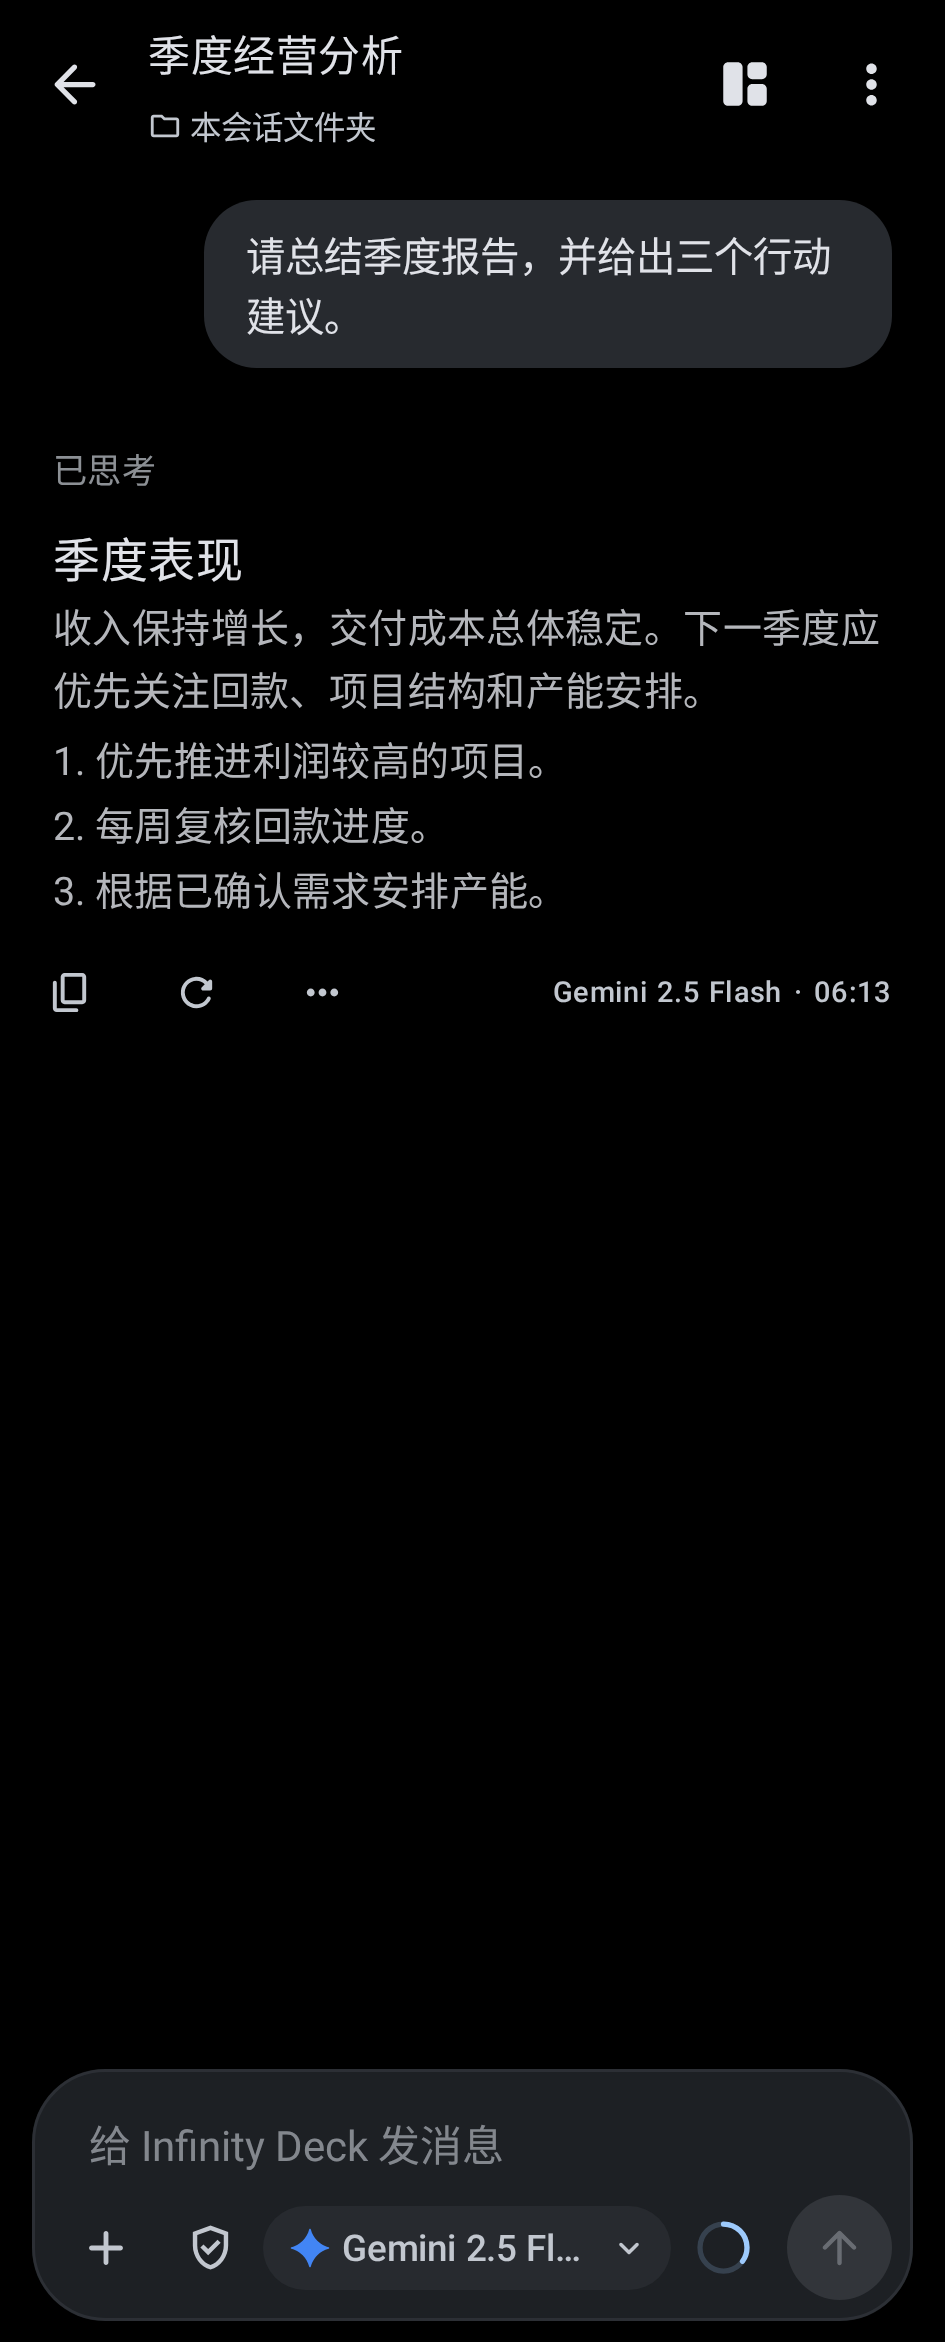 季度经营分析
本会话文件夹
请总结季度报告，并给出三个行动
建议。
已思考
季度表现
收入保持增长，交付成本总体稳定。下一季度应
优先关注回款、项目结构和产能安排。
1. 优先推进利润较高的项目。
2. 每周复核回款进度。
3. 根据已确认需求安排产能。
Gemini 2.5 Flash · 06:13
给 Infinity Deck 发消息
Gemini 2.5 Fl...